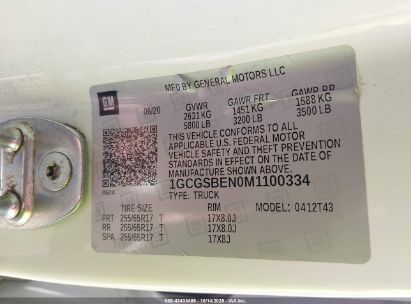 MFD BY GENERAL MOTORS LLC
GM 06/20 GVWR GAWR FRT GAWR RR
2631 KG 1451 KG 1588 KG
5800 LB 3200 LB 3500 LB
THIS VEHICLE CONFORMS TO ALL APPLICABLE
U.S. FEDERAL MOTOR VEHICLE SAFETY,
BUMPER, AND THEFT PREVENTION
STANDARDS IN EFFECT ON THE DATE OF
MANUFACTURE SHOWN ABOVE.
1GCGSBEN0M1100334
TYPE: TRUCK MODEL: 0412T43
TIRE SIZE RIM
FRT 255/65R17 T 17X8.0J
RR 255/65R17 T 17X8.0J
SPA 255/65R17 T 17X8J